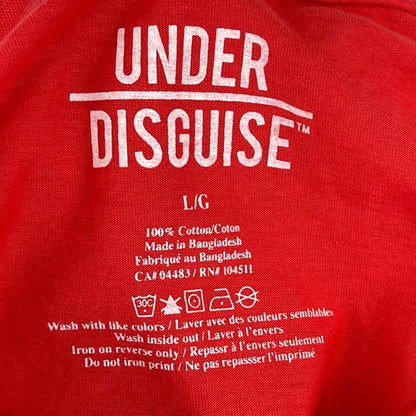 UNDER
DISGUISE™
L/G
100% Cotton/Coton
Made in Bangladesh
Fabriqué au Bangladesh
CA# 04483 / RN# 104511
30C
Wash with like colors / Laver avec des couleurs semblables
Wash inside out / Laver à l'envers
Iron on reverse only / Repassr à l'envers seulement
Do not iron print / Ne repassser l'imprimé